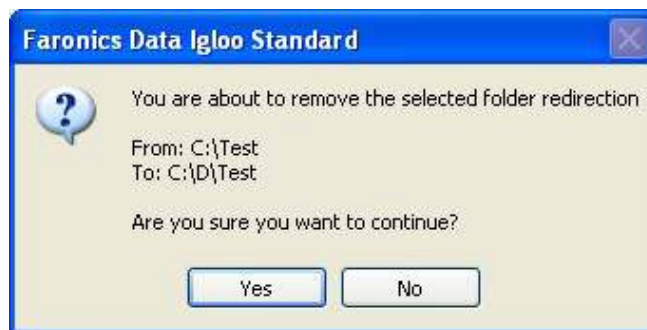 Faronics Data Igloo Standard
You are about to remove the selected folder redirection
From: C:\Test
To: C:\D\Test
Are you sure you want to continue?
Yes
No